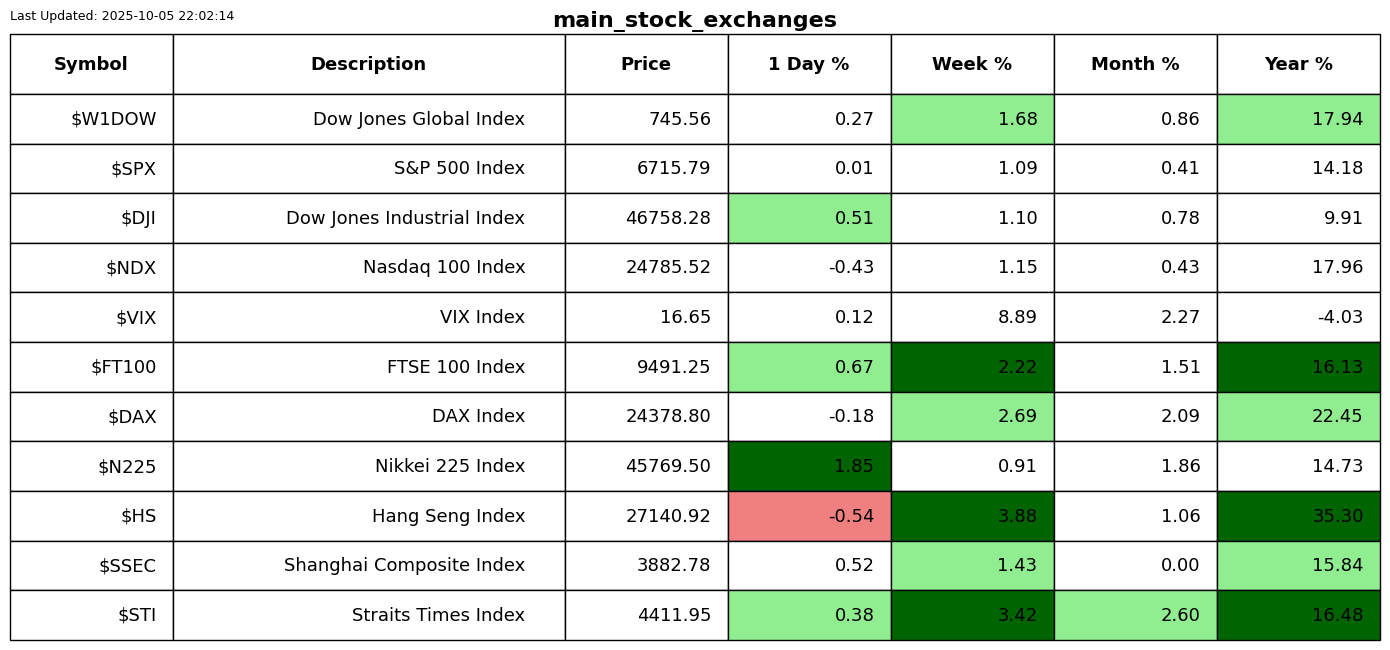 Last Updated: 2025-10-05 22:02:14
main_stock_exchanges
Symbol Description Price 1 Day % Week % Month % Year %
$W1DOW Dow Jones Global Index 745.56 0.27 1.68 0.86 17.94
$SPX S&P 500 Index 6715.79 0.01 1.09 0.41 14.18
$DJI Dow Jones Industrial Index 46758.28 0.51 1.10 0.78 9.91
$NDX Nasdaq 100 Index 24785.52 -0.43 1.15 0.43 17.96
$VIX VIX Index 16.65 0.12 8.89 2.27 -4.03
$FT100 FTSE 100 Index 9491.25 0.67 2.22 1.51 16.13
$DAX DAX Index 24378.80 -0.18 2.69 2.09 22.45
$N225 Nikkei 225 Index 45769.50 1.85 0.91 1.86 14.73
$HS Hang Seng Index 27140.92 -0.54 3.88 1.06 35.30
$SSEC Shanghai Composite Index 3882.78 0.52 1.43 0.00 15.84
$STI Straits Times Index 4411.95 0.38 3.42 2.60 16.48